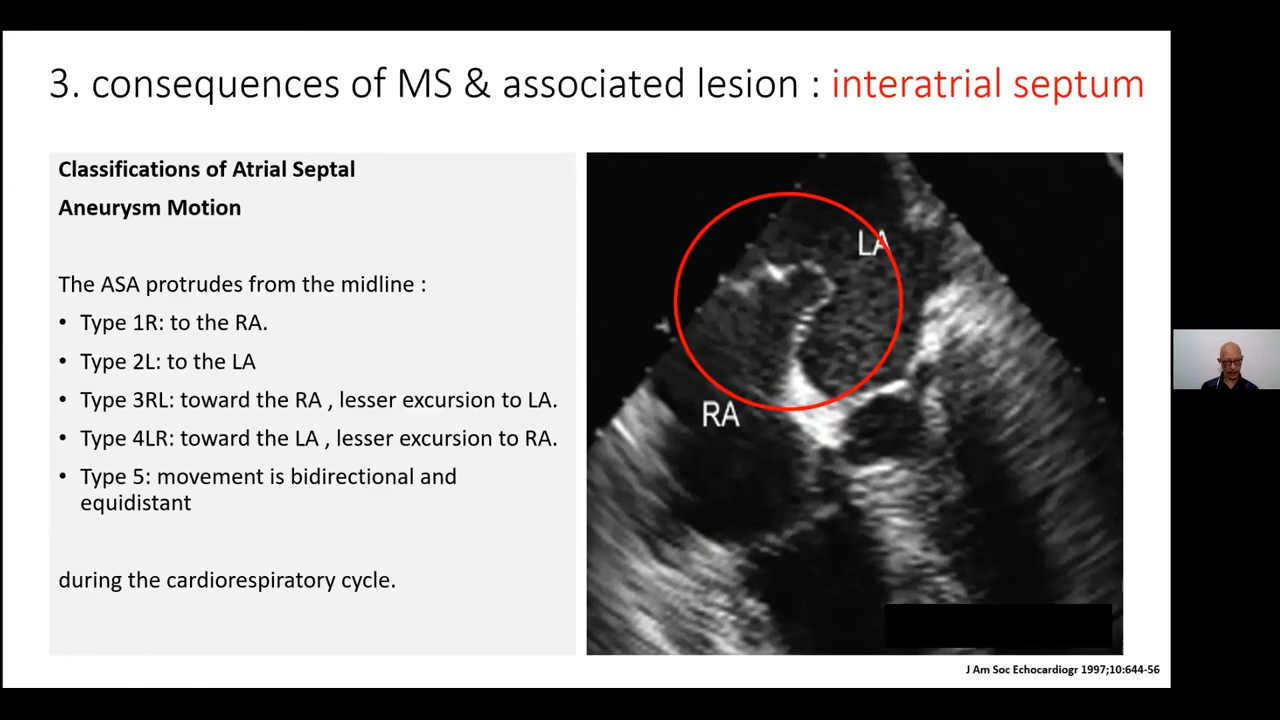 3. consequences of MS & associated lesion : interatrial septum
Classifications of Atrial Septal
Aneurysm Motion
The ASA protrudes from the midline :
• Type 1R: to the RA.
• Type 2L: to the LA
• Type 3RL: toward the RA , lesser excursion to LA.
• Type 4LR: toward the LA , lesser excursion to RA.
• Type 5: movement is bidirectional and
equidistant
during the cardiorespiratory cycle.
LA
RA
J Am Soc Echocardiogr 1997;10:644-56